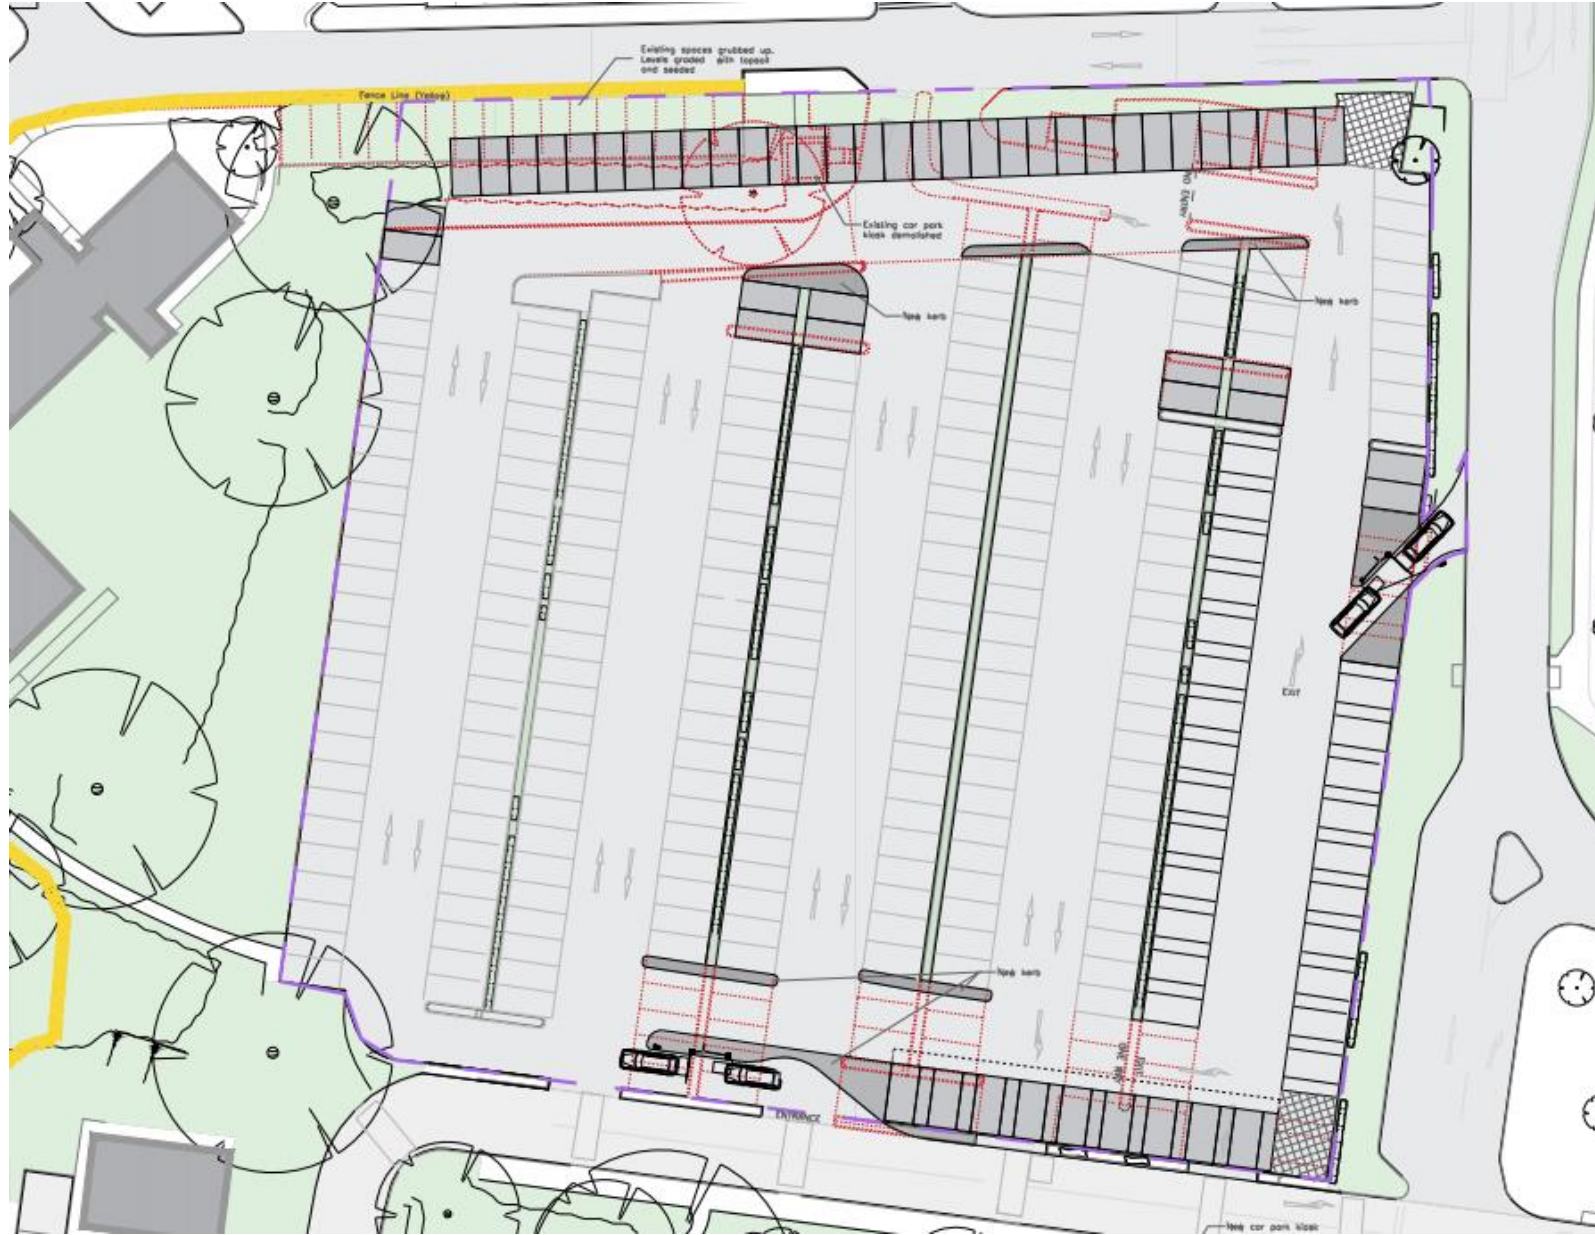 Existing spaces grubbed up.
Levels graded with topsoil
and seeded
Fence Line (Yellow)
NO ENTRY
Existing car park
kiosk demolished
New kerb
New kerb
EXIT
New kerb
ENTRANCE
New car park kiosk